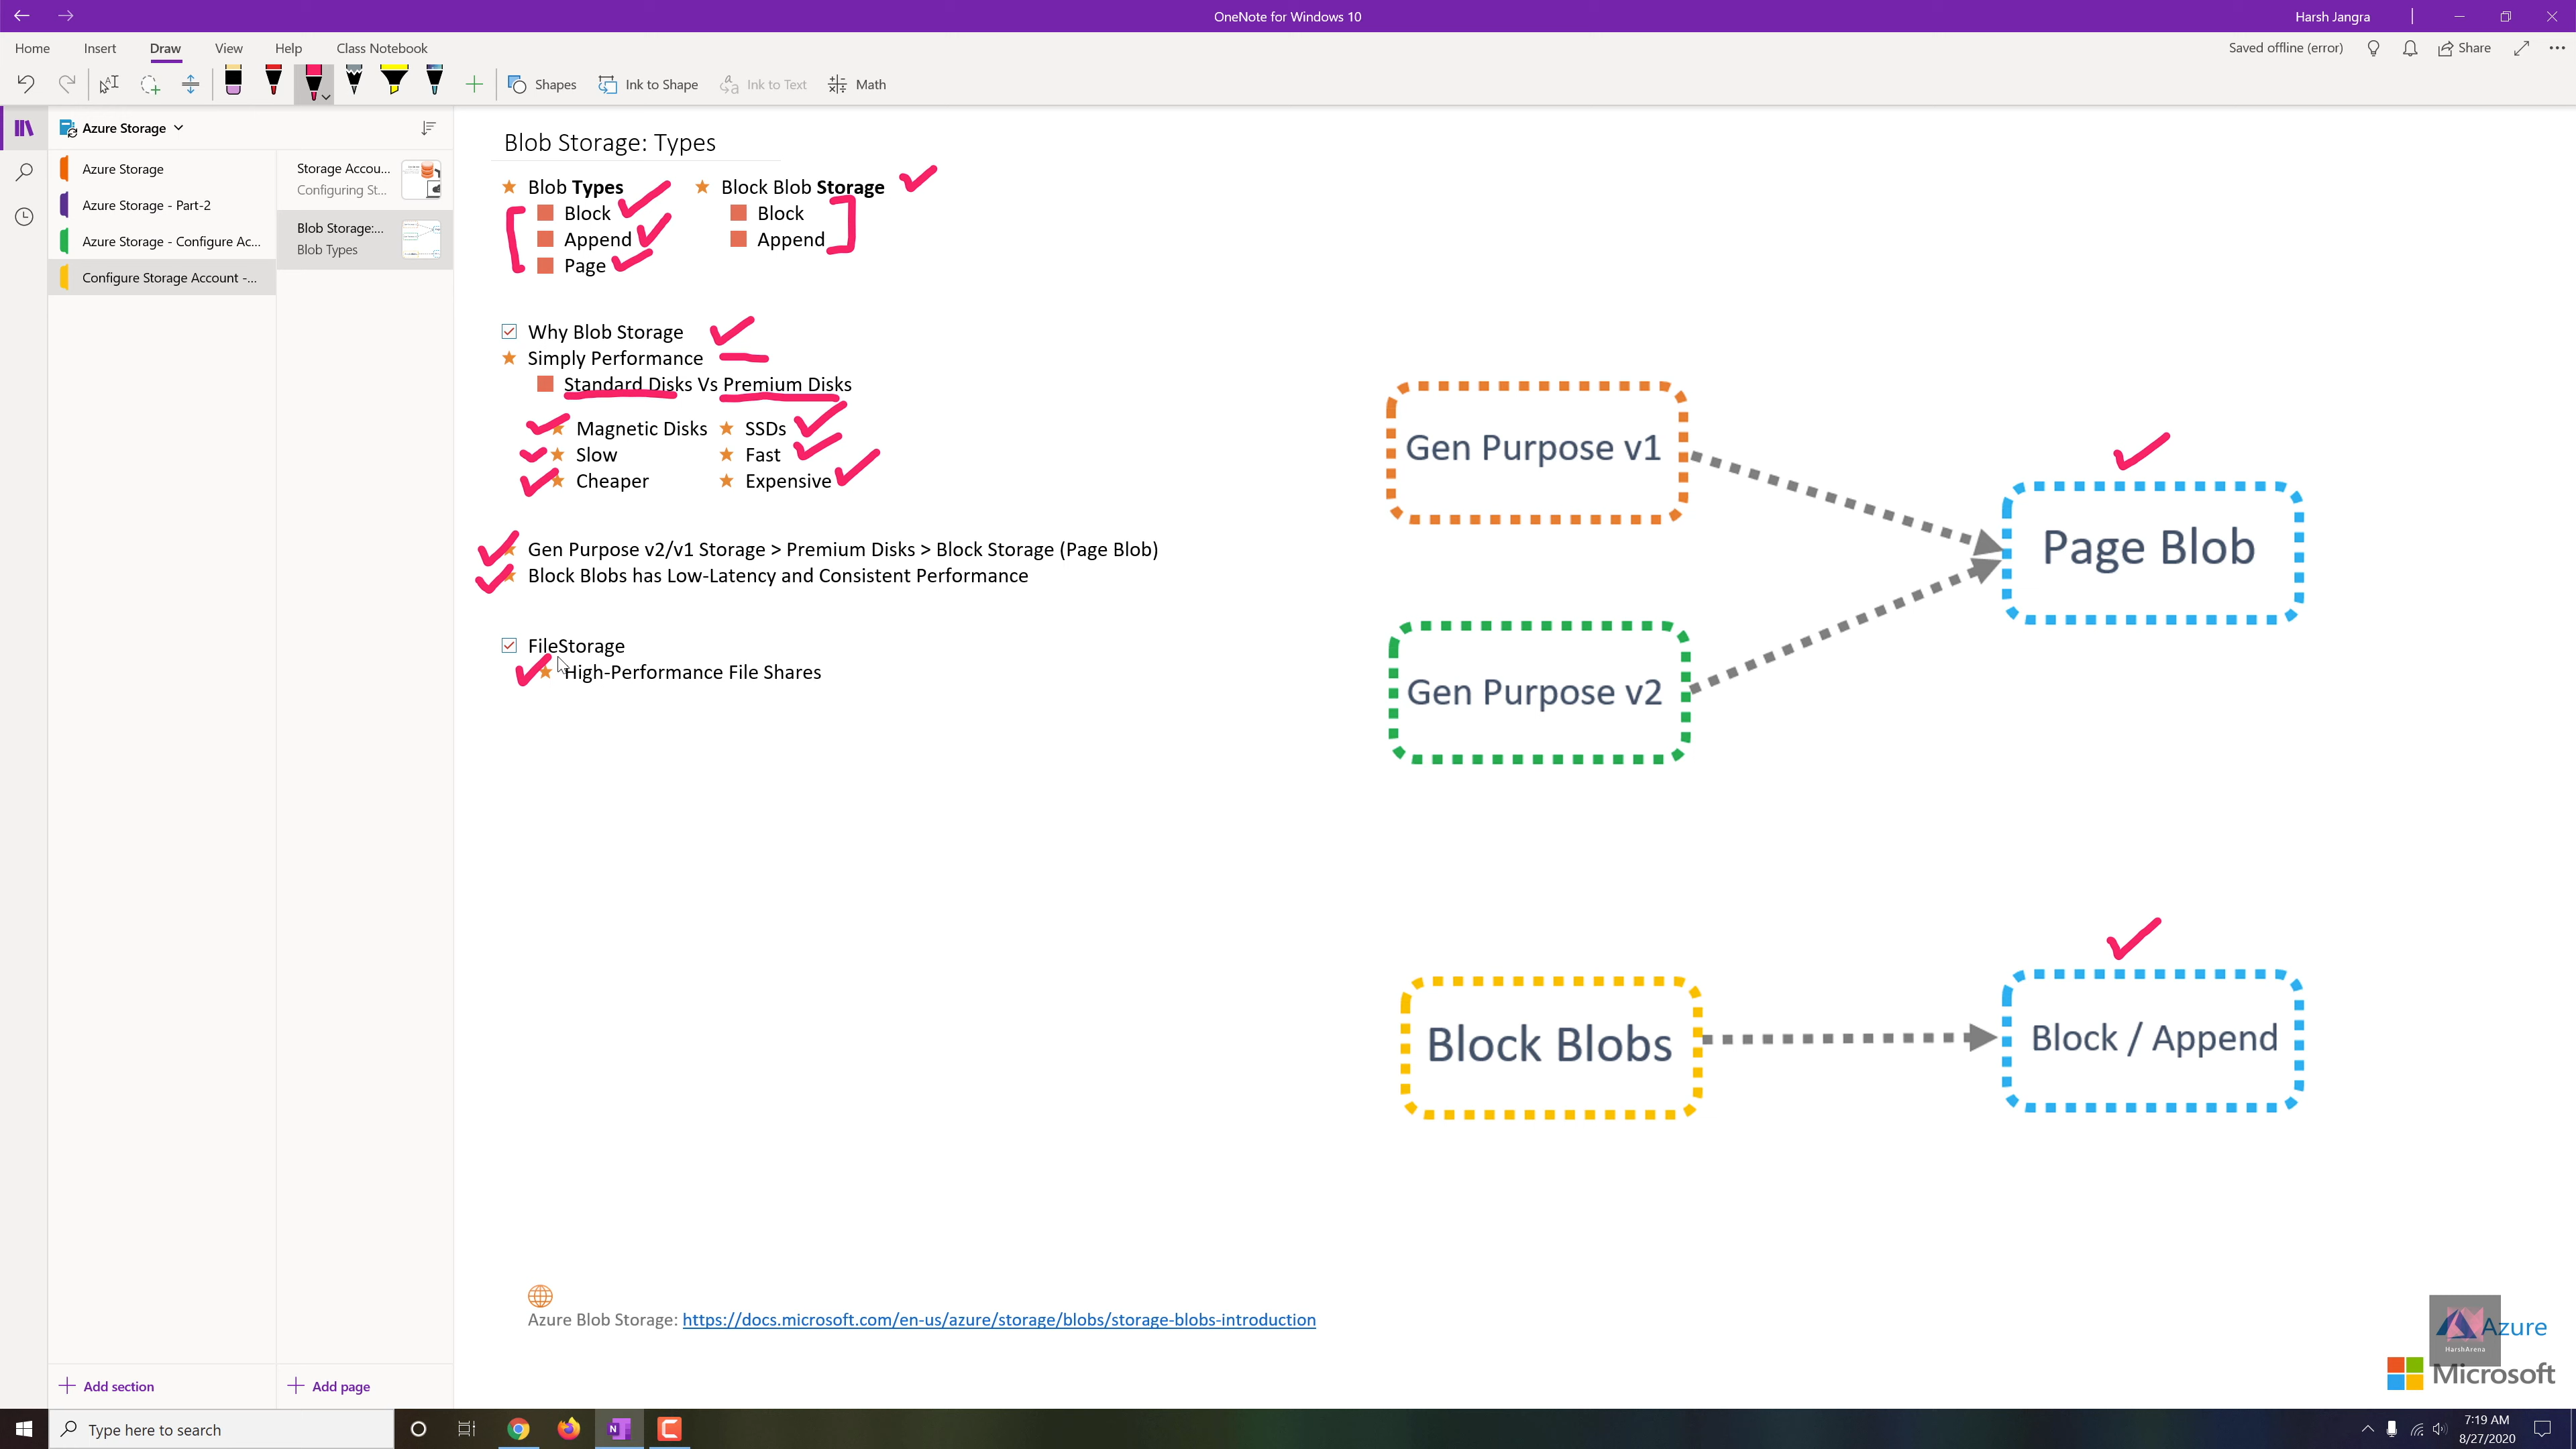 OneNote for Windows 10
Harsh Jangra
Home Insert Draw View Help Class Notebook
Saved offline (error) Share
Shapes Ink to Shape Ink to Text Math
Azure Storage
Azure Storage
Azure Storage - Part-2
Azure Storage - Configure Ac...
Configure Storage Account -...
Storage Accou...
Configuring St...
Blob Storage:...
Blob Types
Blob Storage: Types
Blob Types
Block
Append
Page
Block Blob Storage
Block
Append
Why Blob Storage
Simply Performance
Standard Disks Vs Premium Disks
Magnetic Disks
Slow
Cheaper
SSDs
Fast
Expensive
Gen Purpose v2/v1 Storage > Premium Disks > Block Storage (Page Blob)
Block Blobs has Low-Latency and Consistent Performance
FileStorage
High-Performance File Shares
Gen Purpose v1
Page Blob
Gen Purpose v2
Block Blobs
Block / Append
Azure Blob Storage: https://docs.microsoft.com/en-us/azure/storage/blobs/storage-blobs-introduction
Azure
HarshArena
Microsoft
Add section
Add page
Type here to search
7:19 AM
8/27/2020